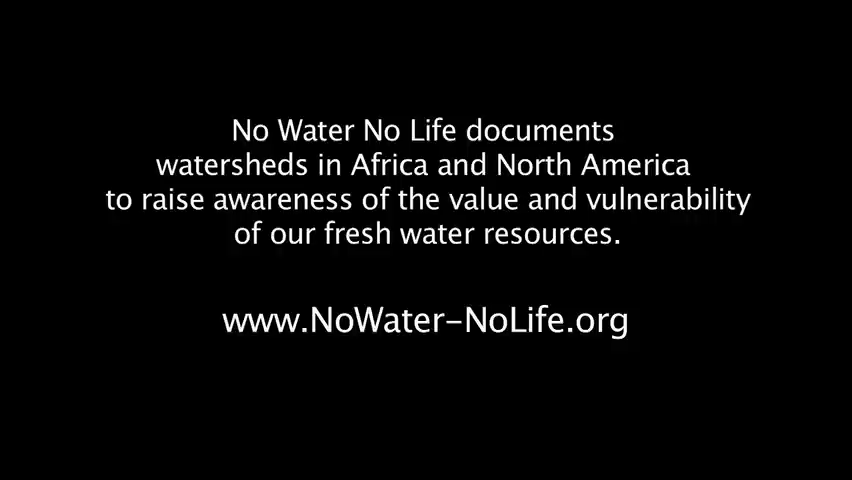 No Water No Life documents
watersheds in Africa and North America
to raise awareness of the value and vulnerability
of our fresh water resources.
www.NoWater-NoLife.org